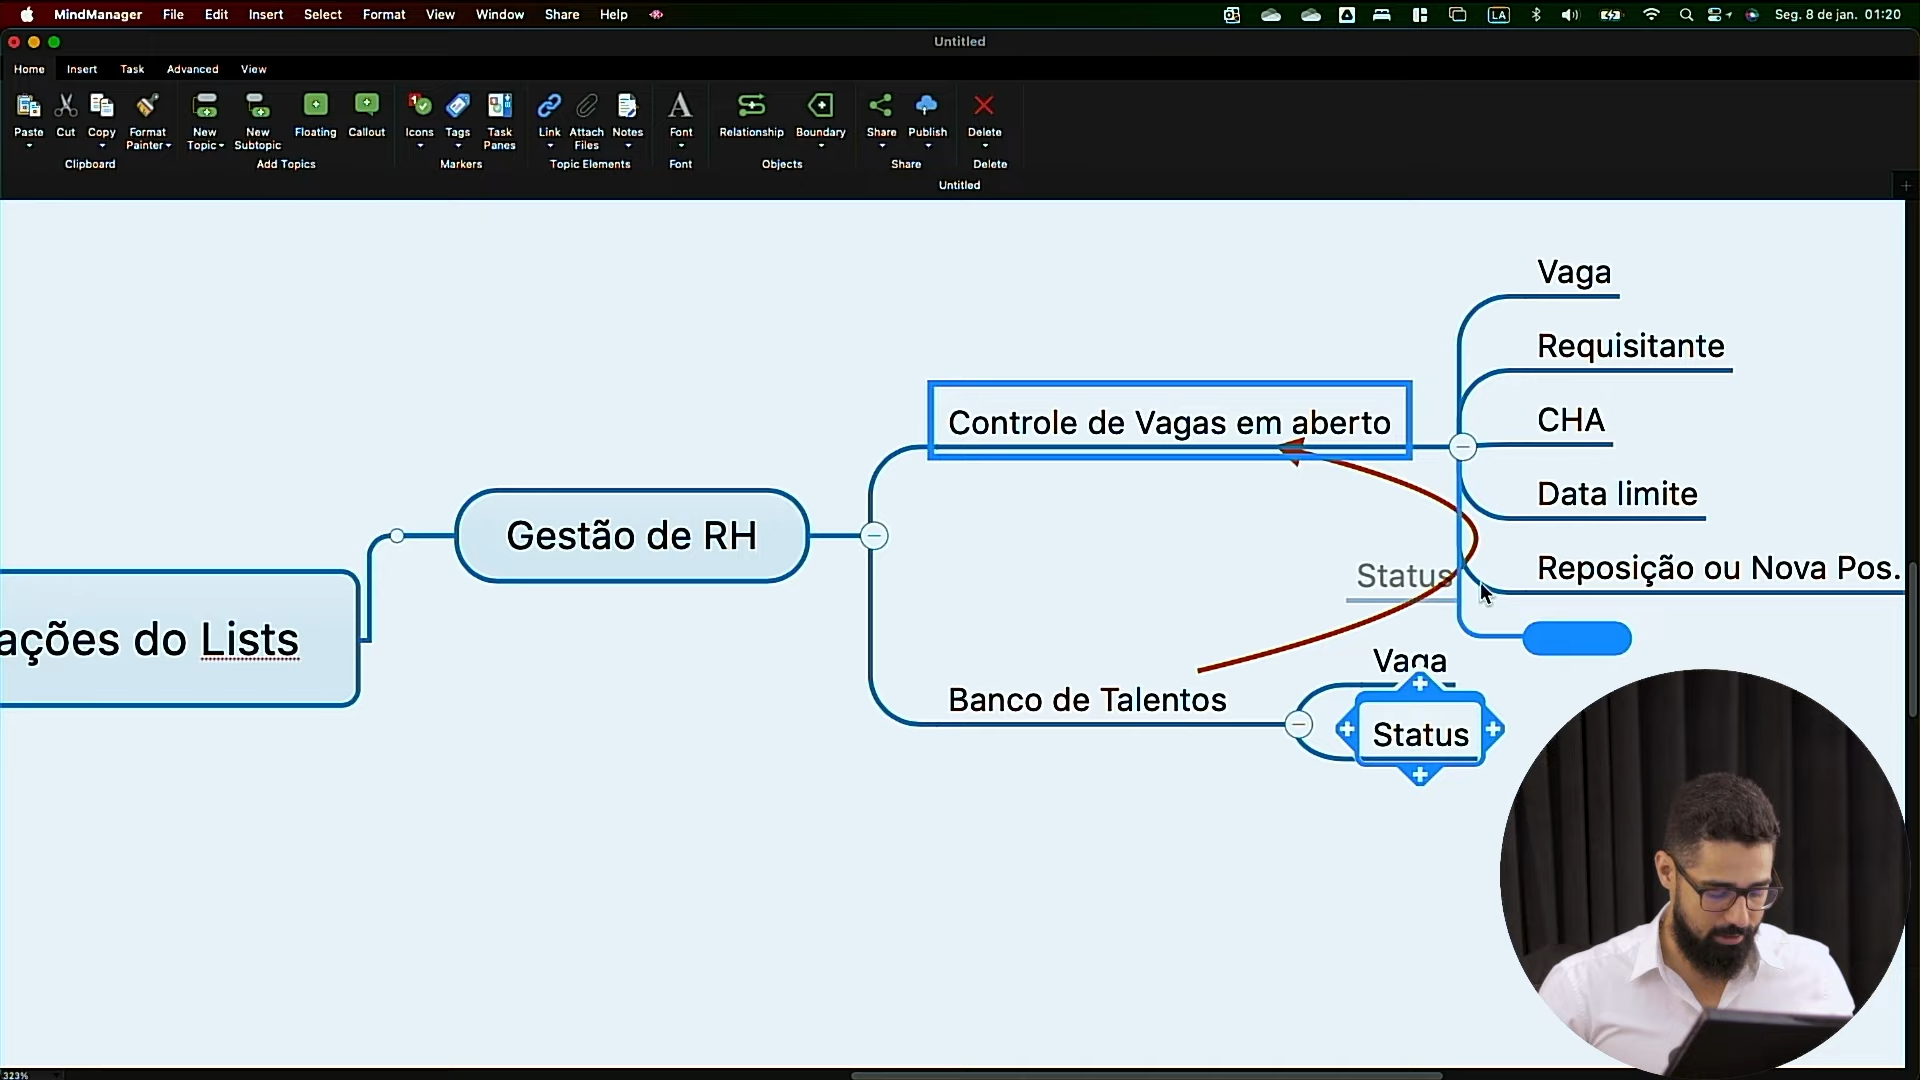 MindManager File Edit Insert Select Format View Window Share Help
LA Seg. 8 de jan. 01:20
Untitled
Home Insert Task Advanced View
Paste Cut Copy Format Painter New Topic New Subtopic Floating Callout Icons Tags Task Panes Link Attach Files Notes Font Relationship Boundary Share Publish Delete
Clipboard Add Topics Markers Topic Elements Font Objects Share Delete
Untitled
Vaga
Requisitante
CHA
Controle de Vagas em aberto
Data limite
Gestão de RH
Reposição ou Nova Pos.
Status
ações do Lists
Vaga
Banco de Talentos
Status
323%